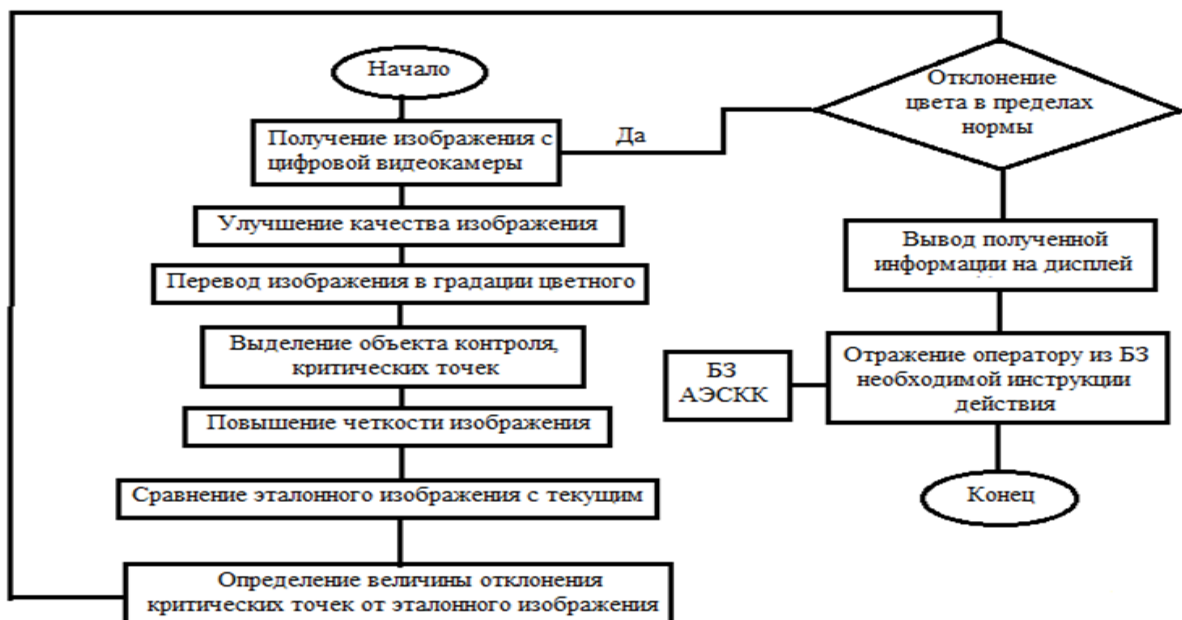 Начало
Получение изображения с
цифровой видеокамеры
Улучшение качества изображения
Перевод изображения в градации цветного
Выделение объекта контроля,
критических точек
Повышение четкости изображения
Сравнение эталонного изображения с текущим
Определение величины отклонения
критических точек от эталонного изображения
Да
Отклонение
цвета в пределах
нормы
Вывод полученной
информации на дисплей
Отражение оператору из БЗ
необходимой инструкции
действия
БЗ
АЭСКК
Конец